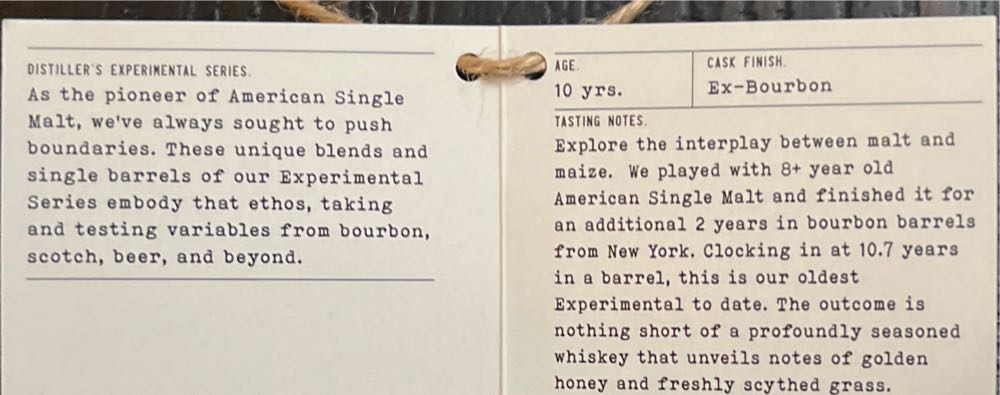 DISTILLER'S EXPERIMENTAL SERIES.
As the pioneer of American Single
Malt, we've always sought to push
boundaries. These unique blends and
single barrels of our Experimental
Series embody that ethos, taking
and testing variables from bourbon,
scotch, beer, and beyond.
AGE.
10 yrs.
CASK FINISH.
Ex-Bourbon
TASTING NOTES.
Explore the interplay between malt and
maize. We played with 8+ year old
American Single Malt and finished it for
an additional 2 years in bourbon barrels
from New York. Clocking in at 10.7 years
in a barrel, this is our oldest
Experimental to date. The outcome is
nothing short of a profoundly seasoned
whiskey that unveils notes of golden
honey and freshly scythed grass.